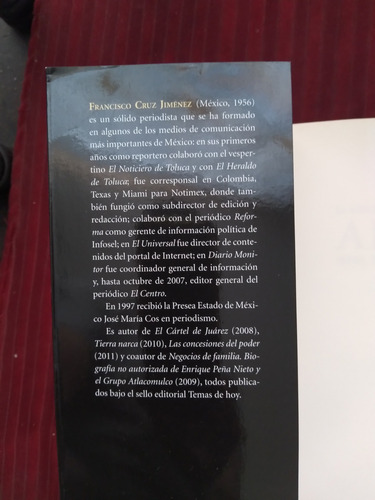 FRANCISCO CRUZ JIMÉNEZ (México, 1956)
es un sólido periodista que se ha formado
en algunos de los medios de comunicación
más importantes de México: en sus primeros
años como reportero colaboró con el vesper-
tino El Noticiero de Toluca y con El Heraldo
de Toluca; fue corresponsal en Colombia,
Texas y Miami para Notimex, donde tam-
bién fungió como subdirector de edición y
redacción; colaboró con el periódico Refor-
ma como gerente de información política de
Infosel; en El Universal fue director de conte-
nidos del portal de Internet; en Diario Moni-
tor fue coordinador general de información
y, hasta octubre de 2007, editor general del
periódico El Centro.
En 1997 recibió la Presea Estado de Méxi-
co José María Cos en periodismo.
Es autor de El Cártel de Juárez (2008),
Tierra narca (2010), Las concesiones del poder
(2011) y coautor de Negocios de familia. Bio-
grafía no autorizada de Enrique Peña Nieto y
el Grupo Atlacomulco (2009), todos publica-
dos bajo el sello editorial Temas de hoy.